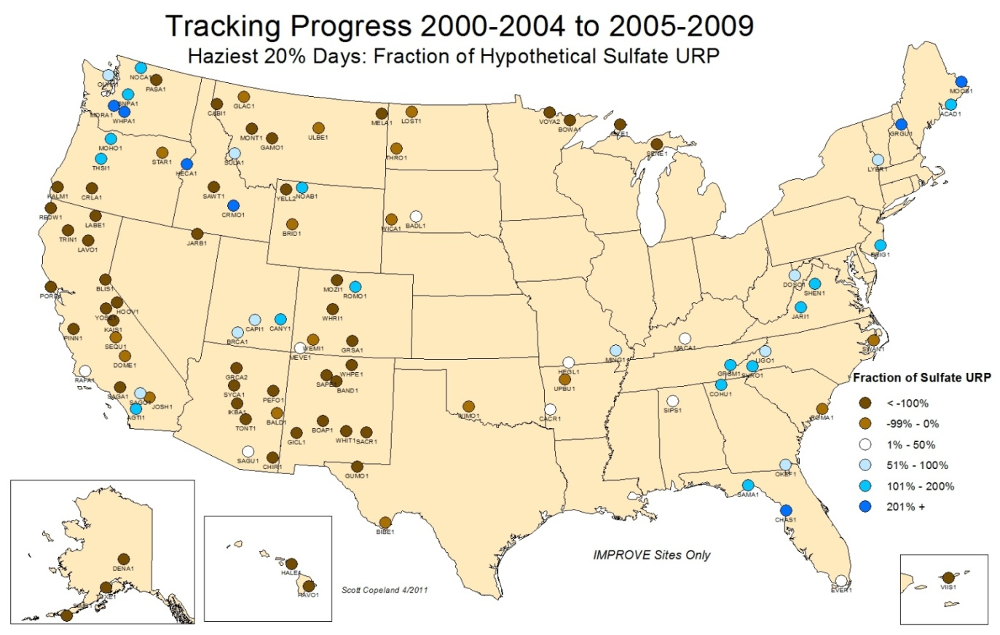 Tracking Progress 2000-2004 to 2005-2009
Haziest 20% Days: Fraction of Hypothetical Sulfate URP
NOCA1
PASA1
SNPA1
MORA1
WHPA1
MOHO1
THSI1
STAR1
HECA1
KALM1
CRLA1
CABI1
GLAC1
MONT1
GAMO1
ULBE1
MELA1
LOST1
THRO1
SULA1
SAWT1
CRMO1
YELL2
NOAB1
BRID1
WICA1
BADL1
VOYA2
BOWA1
SENE1
MOOS1
ACAD1
GRGU1
LYBR1
REDW1
LABE1
TRIN1
LAVO1
JARB1
BLIS1
HOOV1
KAIS1
PINN1
SEQU1
DOME1
RAFA1
SAGA1
SAGO1
JOSH1
AGTI1
MOZI1
ROMO1
WHRI1
CAPI1
CANY1
BRCA1
WEMI1
MEVE1
GRSA1
GRCA2
SYCA1
IKBA1
TONT1
PEFO1
BALD1
SAGU1
CHIR1
WHPE1
SAPE1
BAND1
GICL1
BOAP1
WHIT1
SACR1
GUMO1
BIBE1
WIMO1
HEGL1
UPBU1
CACR1
MING1
MACA1
SIPS1
BRIG1
DOSO1
SHEN1
JARI1
SWAN1
LIGO1
GRSM1
SHRO1
COHU1
ROMA1
OKEF1
SAMA1
CHAS1
EVER1
Fraction of Sulfate URP
< -100%
-99% - 0%
1% - 50%
51% - 100%
101% - 200%
201% +
IMPROVE Sites Only
Scott Copeland 4/2011
DENA1
HALE1
HAVO1
VIIS1